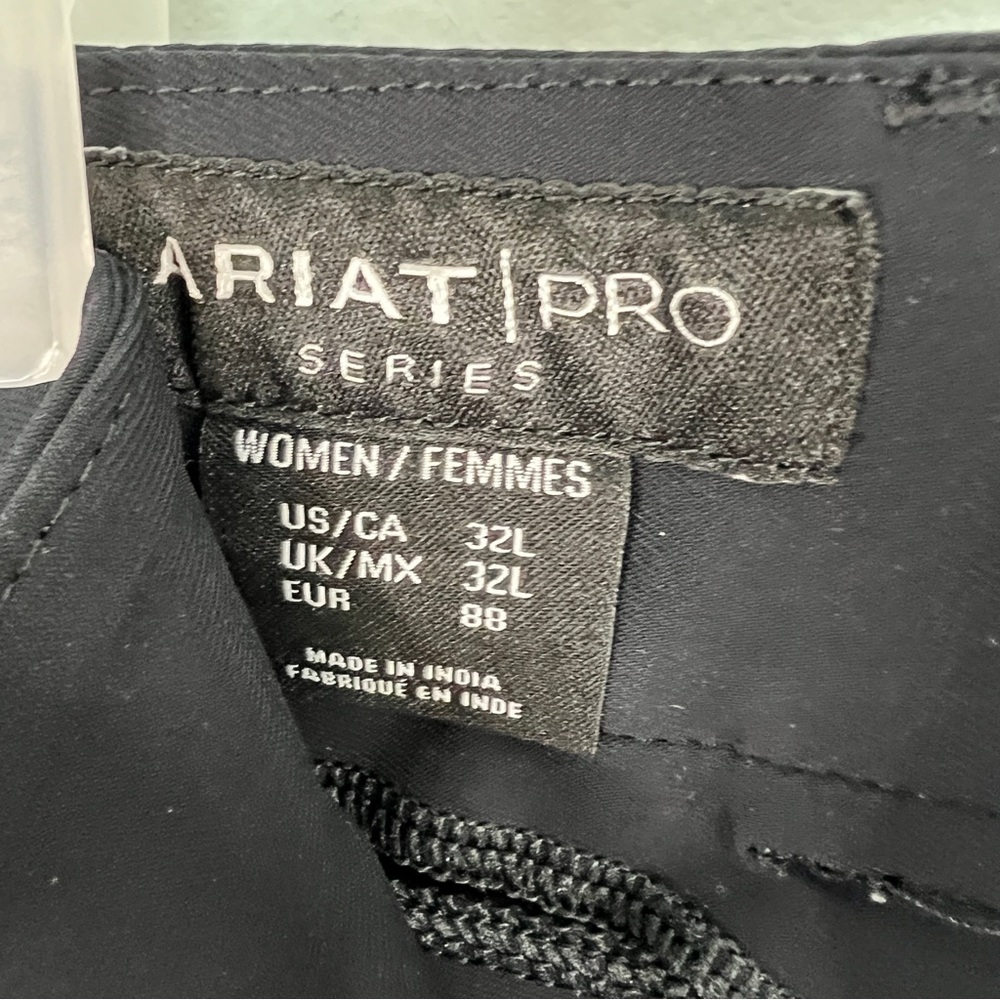 ARIAT | PRO
SERIES
WOMEN / FEMMES
US/CA 32L
UK/MX 32L
EUR 88
MADE IN INDIA
FABRIQUÉ EN INDE